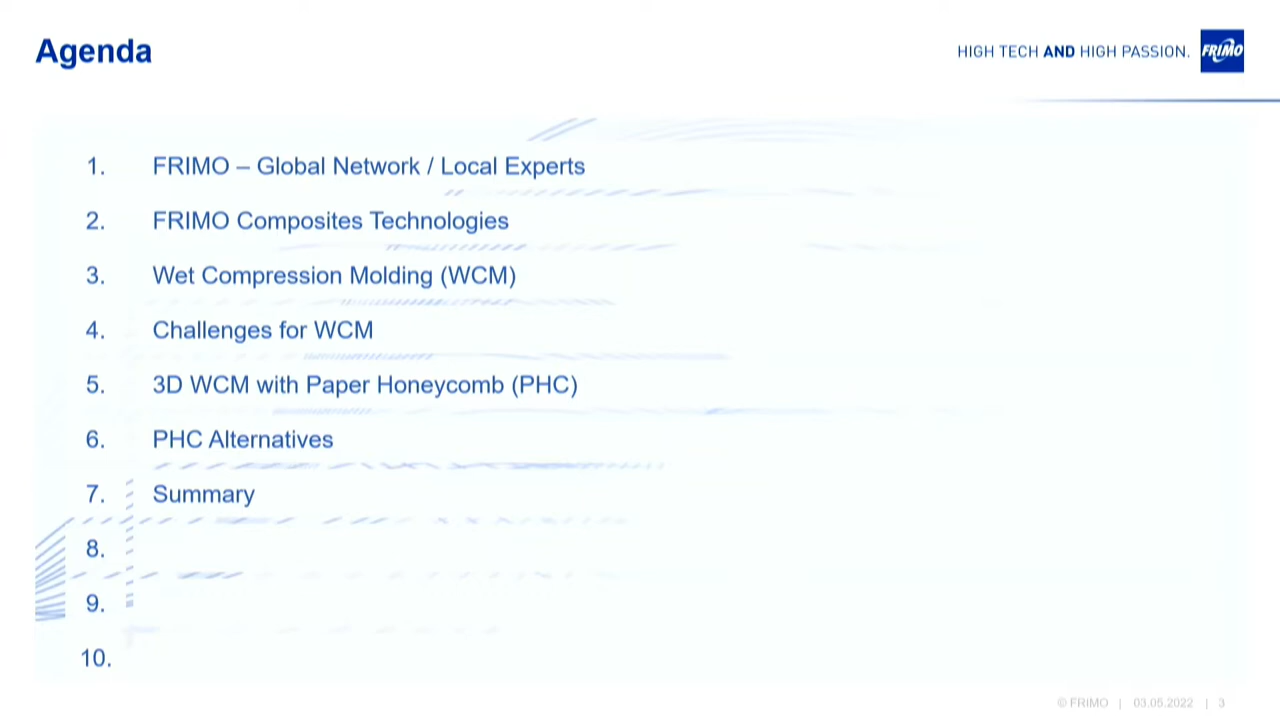 Agenda
HIGH TECH AND HIGH PASSION. FRIMO
1. FRIMO – Global Network / Local Experts
2. FRIMO Composites Technologies
3. Wet Compression Molding (WCM)
4. Challenges for WCM
5. 3D WCM with Paper Honeycomb (PHC)
6. PHC Alternatives
7. Summary
8.
9.
10.
© FRIMO | 03.05.2022 | 3